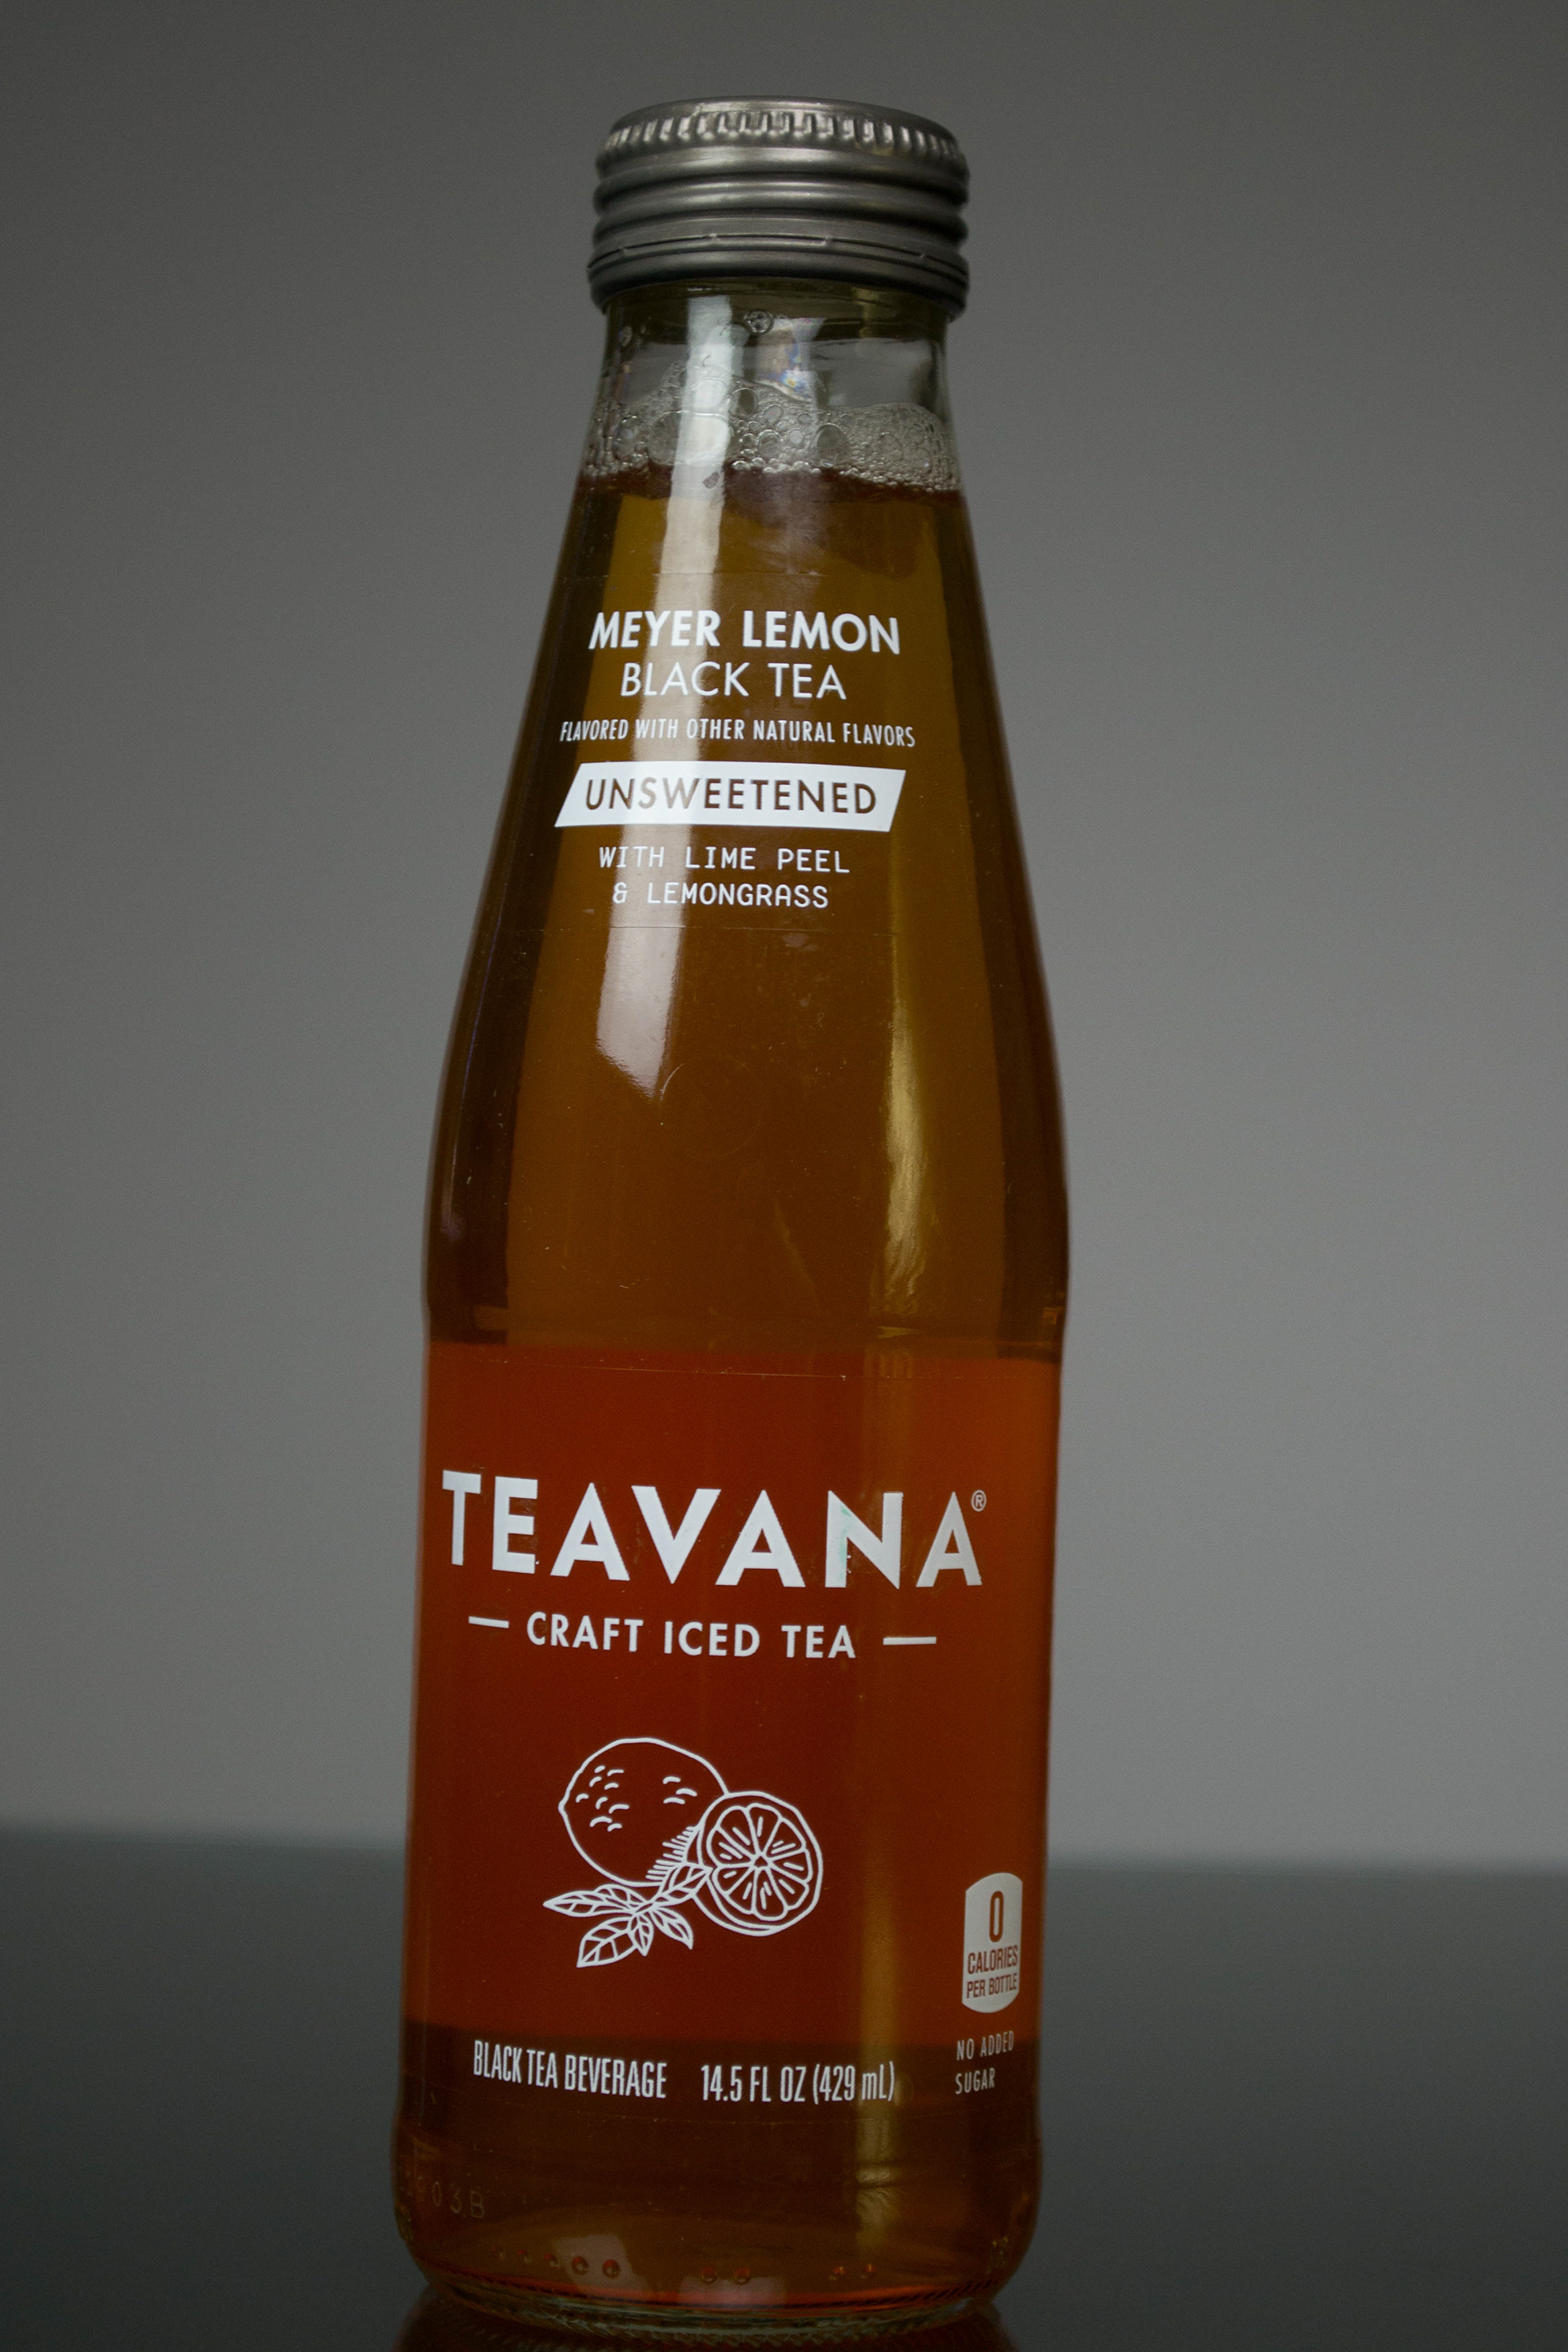 MEYER LEMON
BLACK TEA
FLAVORED WITH OTHER NATURAL FLAVORS
UNSWEETENED
WITH LIME PEEL
& LEMONGRASS
TEAVANA®
— CRAFT ICED TEA —
0
CALORIES
PER BOTTLE
NO ADDED
SUGAR
BLACK TEA BEVERAGE 14.5 FL OZ (429 mL)